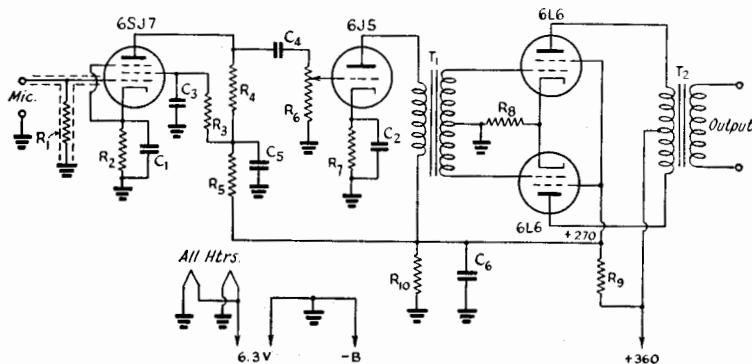 6SJ7
C4
6J5
6L6
T1
T2
Mic.
R1
R2
C1
C3
R3
R4
C5
R5
R6
R7
C2
R8
Output
6L6
+270
All Htrs.
R10
C6
R9
6.3V
-B
+360